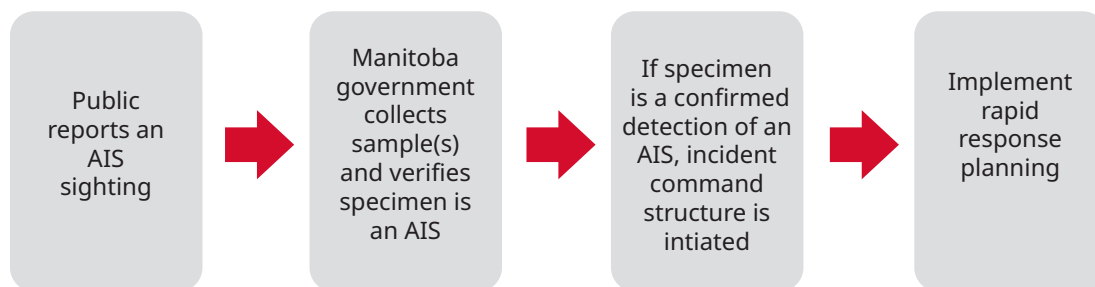 Public
reports an
AIS
sighting
Manitoba
government
collects
sample(s)
and verifies
specimen is
an AIS
If specimen
is a confirmed
detection of an
AIS, incident
command
structure is
intiated
Implement
rapid
response
planning